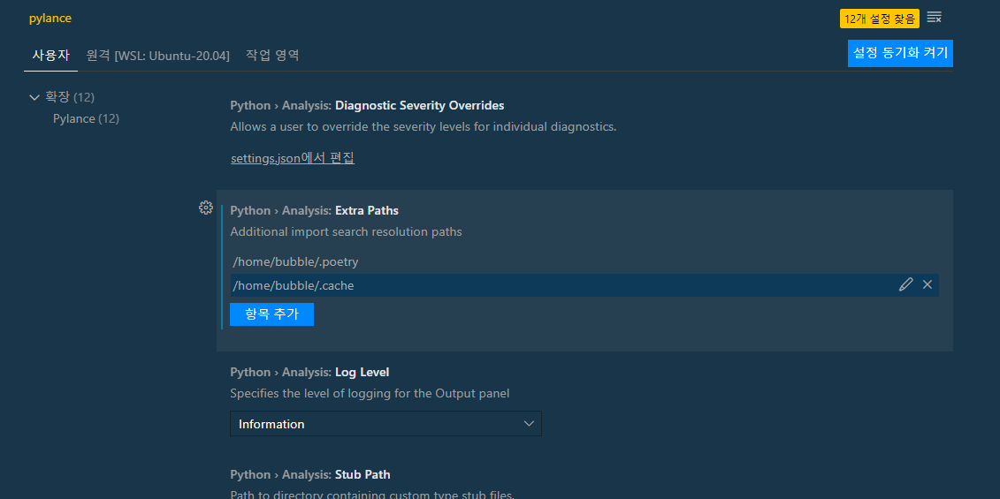 pylance
12개 설정 찾음
사용자 원격 [WSL: Ubuntu-20.04] 작업 영역
설정 동기화 켜기
확장 (12)
Pylance (12)
Python › Analysis: Diagnostic Severity Overrides
Allows a user to override the severity levels for individual diagnostics.
settings.json에서 편집
Python › Analysis: Extra Paths
Additional import search resolution paths
/home/bubble/.poetry
/home/bubble/.cache
항목 추가
Python › Analysis: Log Level
Specifies the level of logging for the Output panel
Information
Python › Analysis: Stub Path
Path to directory containing custom type stub files.